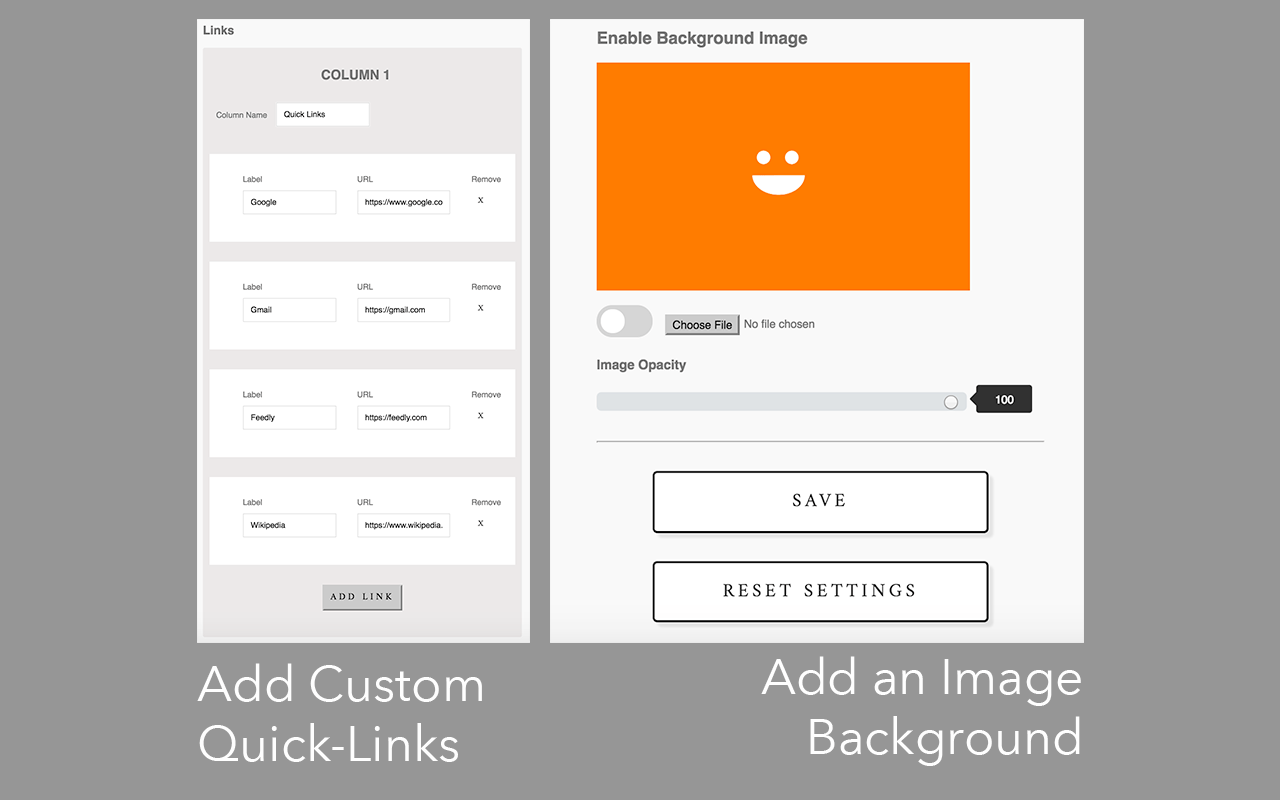 Links
COLUMN 1
Column Name Quick Links
Label URL Remove
Google https://www.google.co X
Label URL Remove
Gmail https://gmail.com X
Label URL Remove
Feedly https://feedly.com X
Label URL Remove
Wikipedia https://www.wikipedia. X
ADD LINK
Add Custom
Quick-Links
Enable Background Image
Choose File No file chosen
Image Opacity
100
SAVE
RESET SETTINGS
Add an Image
Background